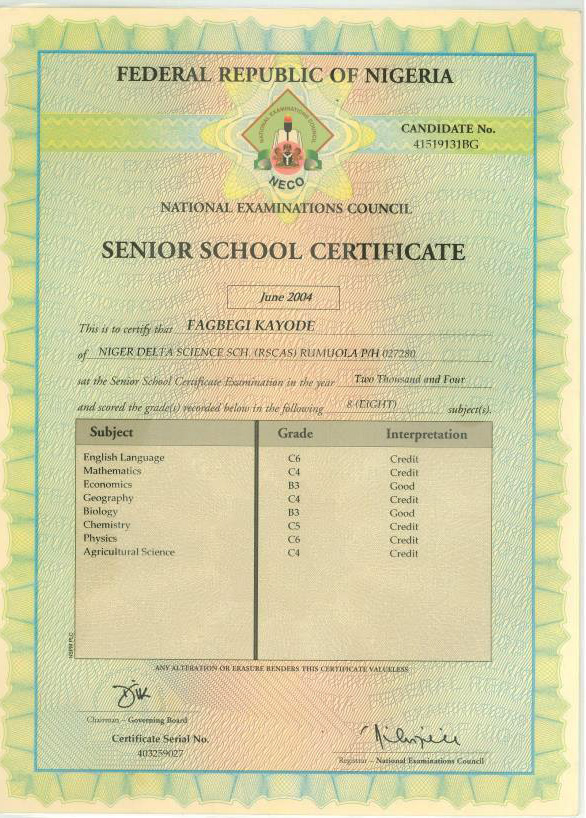 FEDERAL REPUBLIC OF NIGERIA
NATIONAL EXAMINATIONS COUNCIL
NECO
CANDIDATE No.
41519131BG
NATIONAL EXAMINATIONS COUNCIL
SENIOR SCHOOL CERTIFICATE
June 2004
This is to certify that FAGBEGI KAYODE
of NIGER DELTA SCIENCE SCH. (RSCAS) RUMUOLA P/H 027280
sat the Senior School Certificate Examination in the year Two Thousand and Four
and scored the grade(s) recorded below in the following 8 (EIGHT) subject(s).
Subject Grade Interpretation
English Language C6 Credit
Mathematics C4 Credit
Economics B3 Good
Geography C4 Credit
Biology B3 Good
Chemistry C5 Credit
Physics C6 Credit
Agricultural Science C4 Credit
ANY ALTERATION OR ERASURE RENDERS THIS CERTIFICATE VALUELESS
Chairman – Governing Board
Certificate Serial No.
403259027
Registrar – National Examinations Council